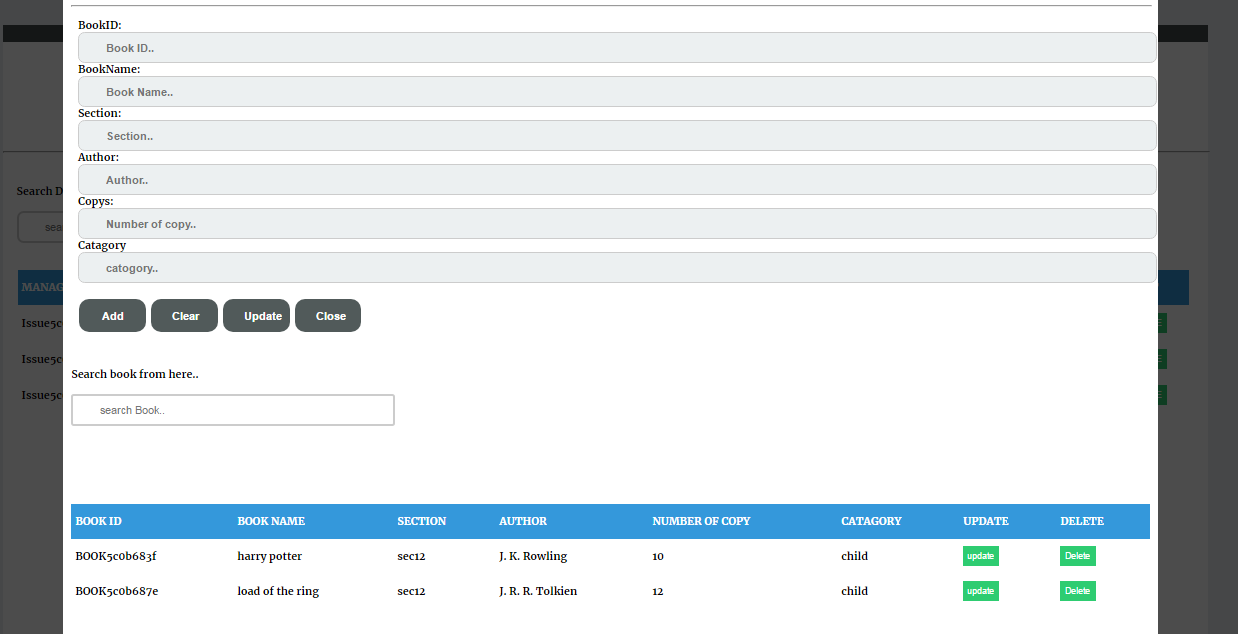 BookID:
Book ID..
BookName:
Book Name..
Section:
Section..
Author:
Author..
Copys:
Number of copy..
Catagory
catogory..
Add Clear Update Close
Search D
sea
MANAG
Issue5c
Issue5c
Issue5c
Search book from here..
search Book..
BOOK ID BOOK NAME SECTION AUTHOR NUMBER OF COPY CATAGORY UPDATE DELETE
BOOK5c0b683f harry potter sec12 J. K. Rowling 10 child update Delete
BOOK5c0b687e load of the ring sec12 J. R. R. Tolkien 12 child update Delete